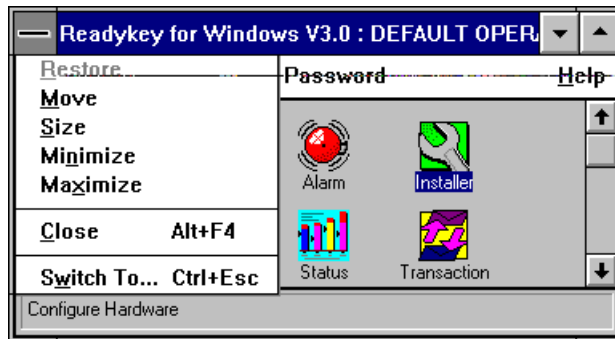 Readykey for Windows V3.0 : DEFAULT OPER
Restore
Password Help
Move
Size
Minimize
Maximize
Alarm Installer
Close Alt+F4
Switch To... Ctrl+Esc
Status Transaction
Configure Hardware